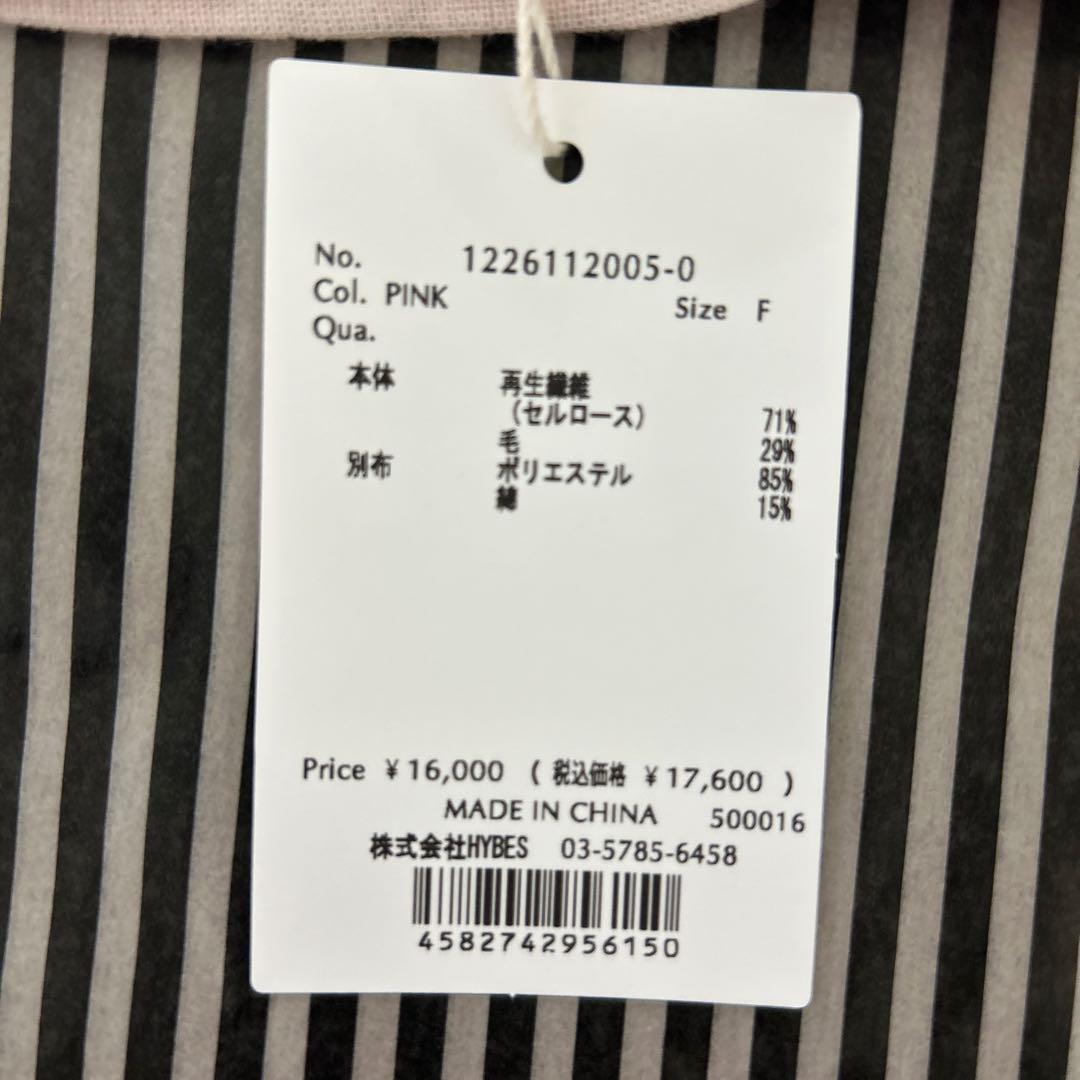 No. 1226112005-0
Col. PINK Size F
Qua.
本体 再生繊維
（セルロース） 71%
毛 29%
別布 ポリエステル 85%
綿 15%
Price ¥16,000 ( 税込価格 ¥17,600 )
MADE IN CHINA 500016
株式会社HYBES 03-5785-6458
4582742956150